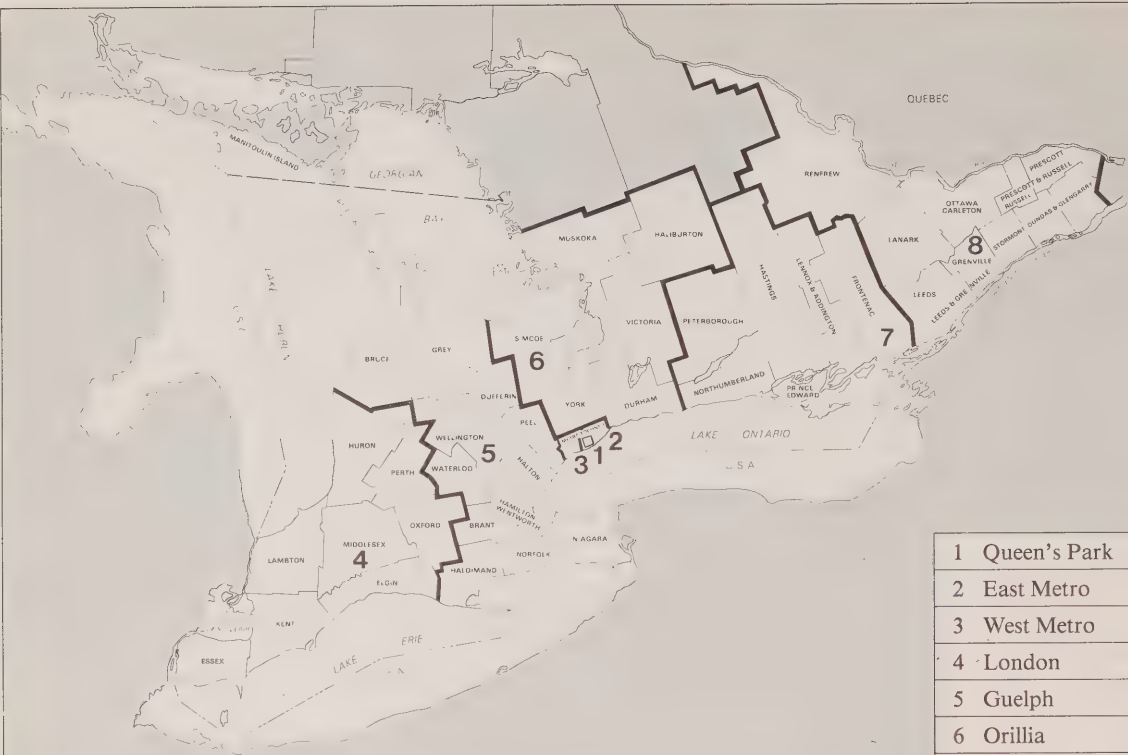 QUEBEC
MANITOULIN ISLAND
GEORGIAN
BAY
LAKE
MUSKOKA
HALIBURTON
RENFREW
OTTAWA
CARLETON
PRESCOTT
PRESCOTT & RUSSELL
RUSSELL
STORMONT DUNDAS & GLENGARRY
LANARK
8
GRENVILLE
LEEDS
LEEDS & GRENVILLE
HASTINGS
LENNOX & ADDINGTON
FRONTENAC
7
VICTORIA
PETERBOROUGH
NORTHUMBERLAND
PRINCE
EDWARD
SIMCOE
6
BRUCE
GREY
DUFFERIN
YORK
DURHAM
PEEL
2
1
3
LAKE ONTARIO
USA
HURON
WELLINGTON
5
WATERLOO
HALTON
PERTH
OXFORD
BRANT
HAMILTON
WENTWORTH
NIAGARA
NORFOLK
HALDIMAND
MIDDLESEX
4
LAMBTON
ELGIN
KENT
ESSEX
LAKE ERIE
1 Queen's Park
2 East Metro
3 West Metro
4 London
5 Guelph
6 Orillia